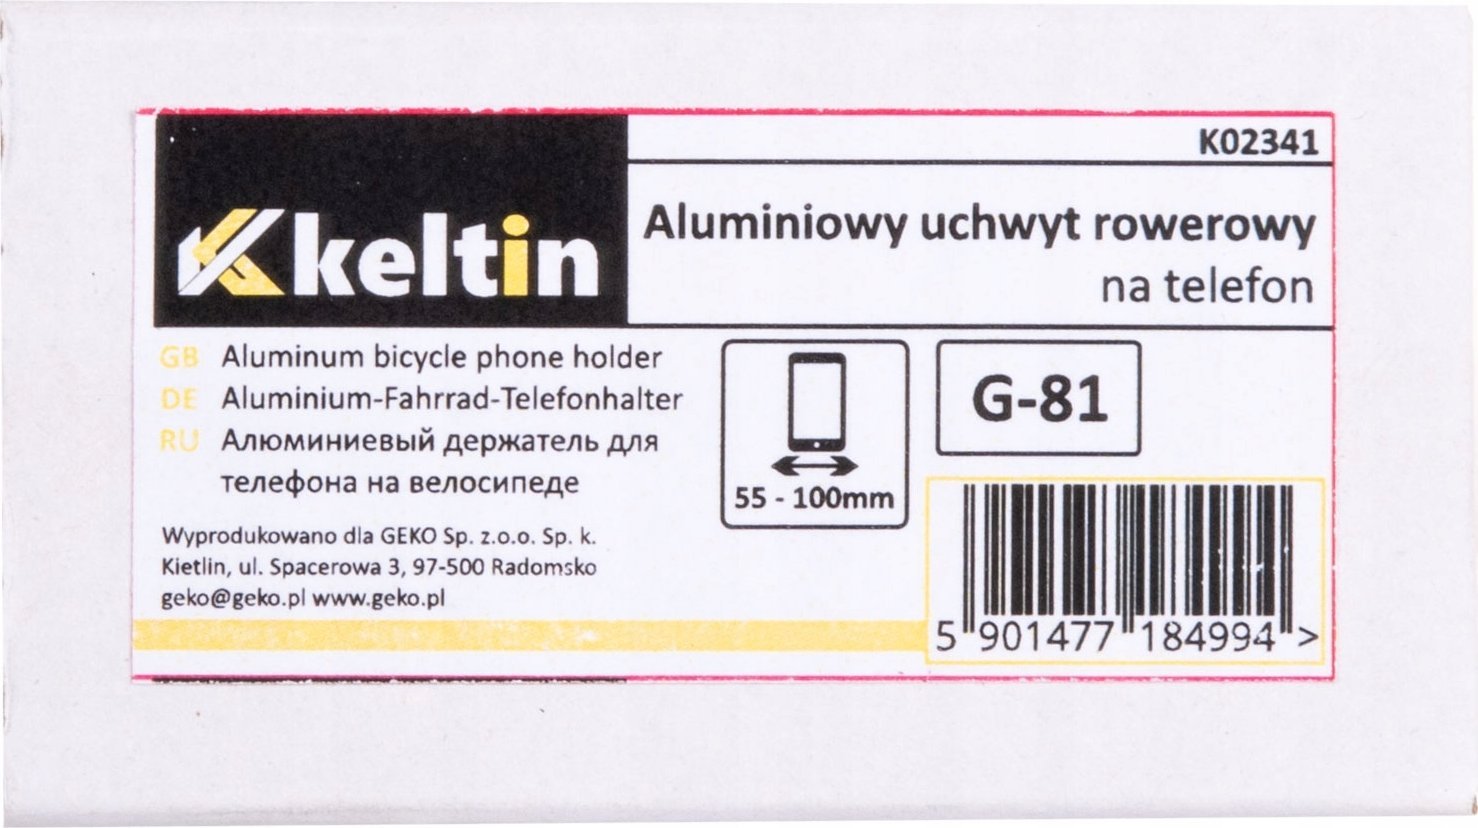 K02341
keltin
Aluminiowy uchwyt rowerowy
na telefon
GB Aluminum bicycle phone holder
DE Aluminium-Fahrrad-Telefonhalter
RU Алюминиевый держатель для
телефона на велосипеде
55 - 100mm
G-81
Wyprodukowano dla GEKO Sp. z.o.o. Sp. k.
Kietlin, ul. Spacerowa 3, 97-500 Radomsko
geko@geko.pl www.geko.pl
5 901477 184994 >